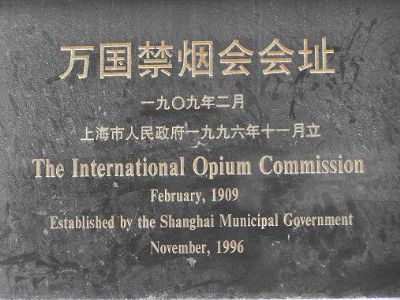 万国禁烟会会址
一九〇九年二月
上海市人民政府一九九六年十一月立
The International Opium Commission
February, 1909
Established by the Shanghai Municipal Government
November, 1996